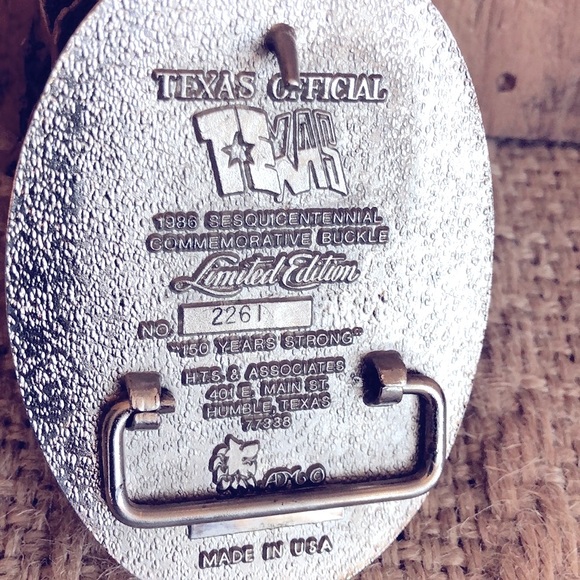 TEXAS OFFICIAL
TEXAS
1986 SESQUICENTENNIAL
COMMEMORATIVE BUCKLE
Limited Edition
NO. 2261
"150 YEARS STRONG"
H.T.S. & ASSOCIATES
401 E. MAIN ST.
HUMBLE, TEXAS
77338
ADM ©
MADE IN USA